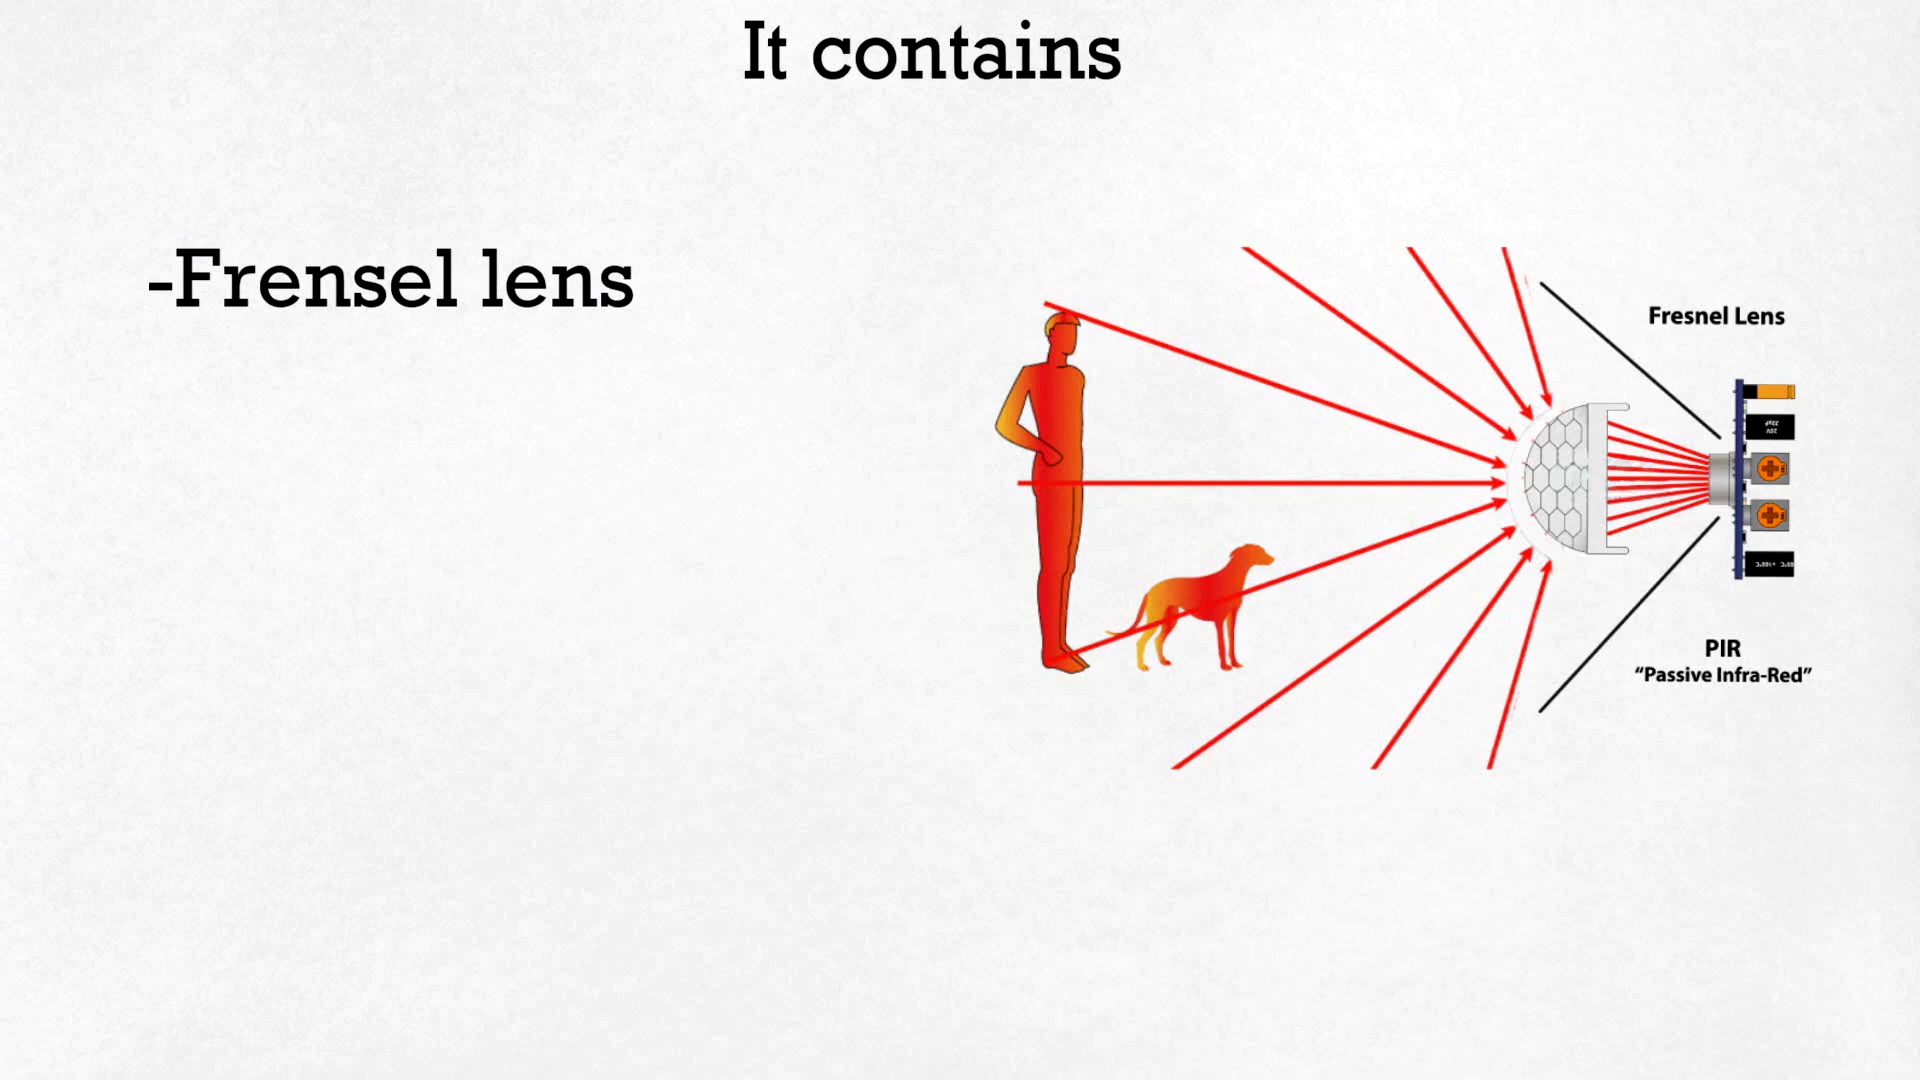 It contains
-Frensel lens
Fresnel Lens
PIR
“Passive Infra-Red”